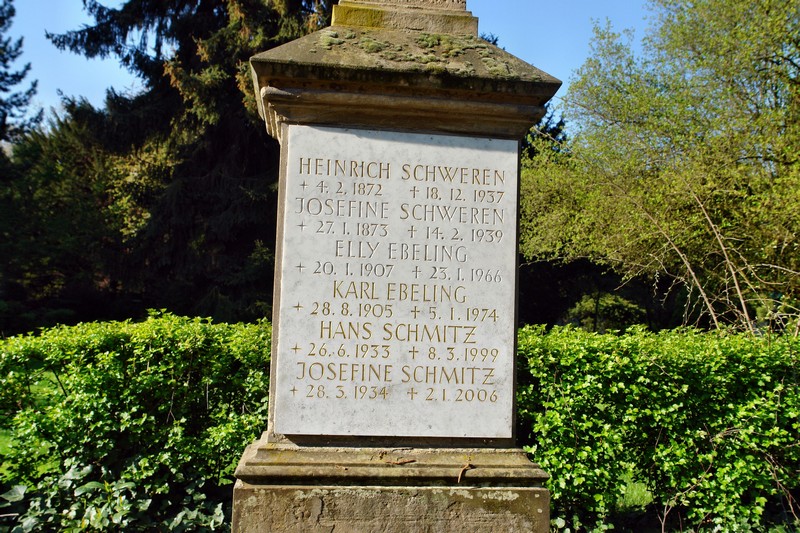 HEINRICH SCHWEREN
+ 4. 2. 1872 ✝ 18. 12. 1937
JOSEFINE SCHWEREN
+ 27. 1. 1873 ✝ 14. 2. 1939
ELLY EBELING
+ 20. 1. 1907 ✝ 23. 1. 1966
KARL EBELING
+ 28. 8. 1905 ✝ 5. 1. 1974
HANS SCHMITZ
+ 26. 6. 1933 ✝ 8. 3. 1999
JOSEFINE SCHMITZ
+ 28. 3. 1934 ✝ 2. 1. 2006